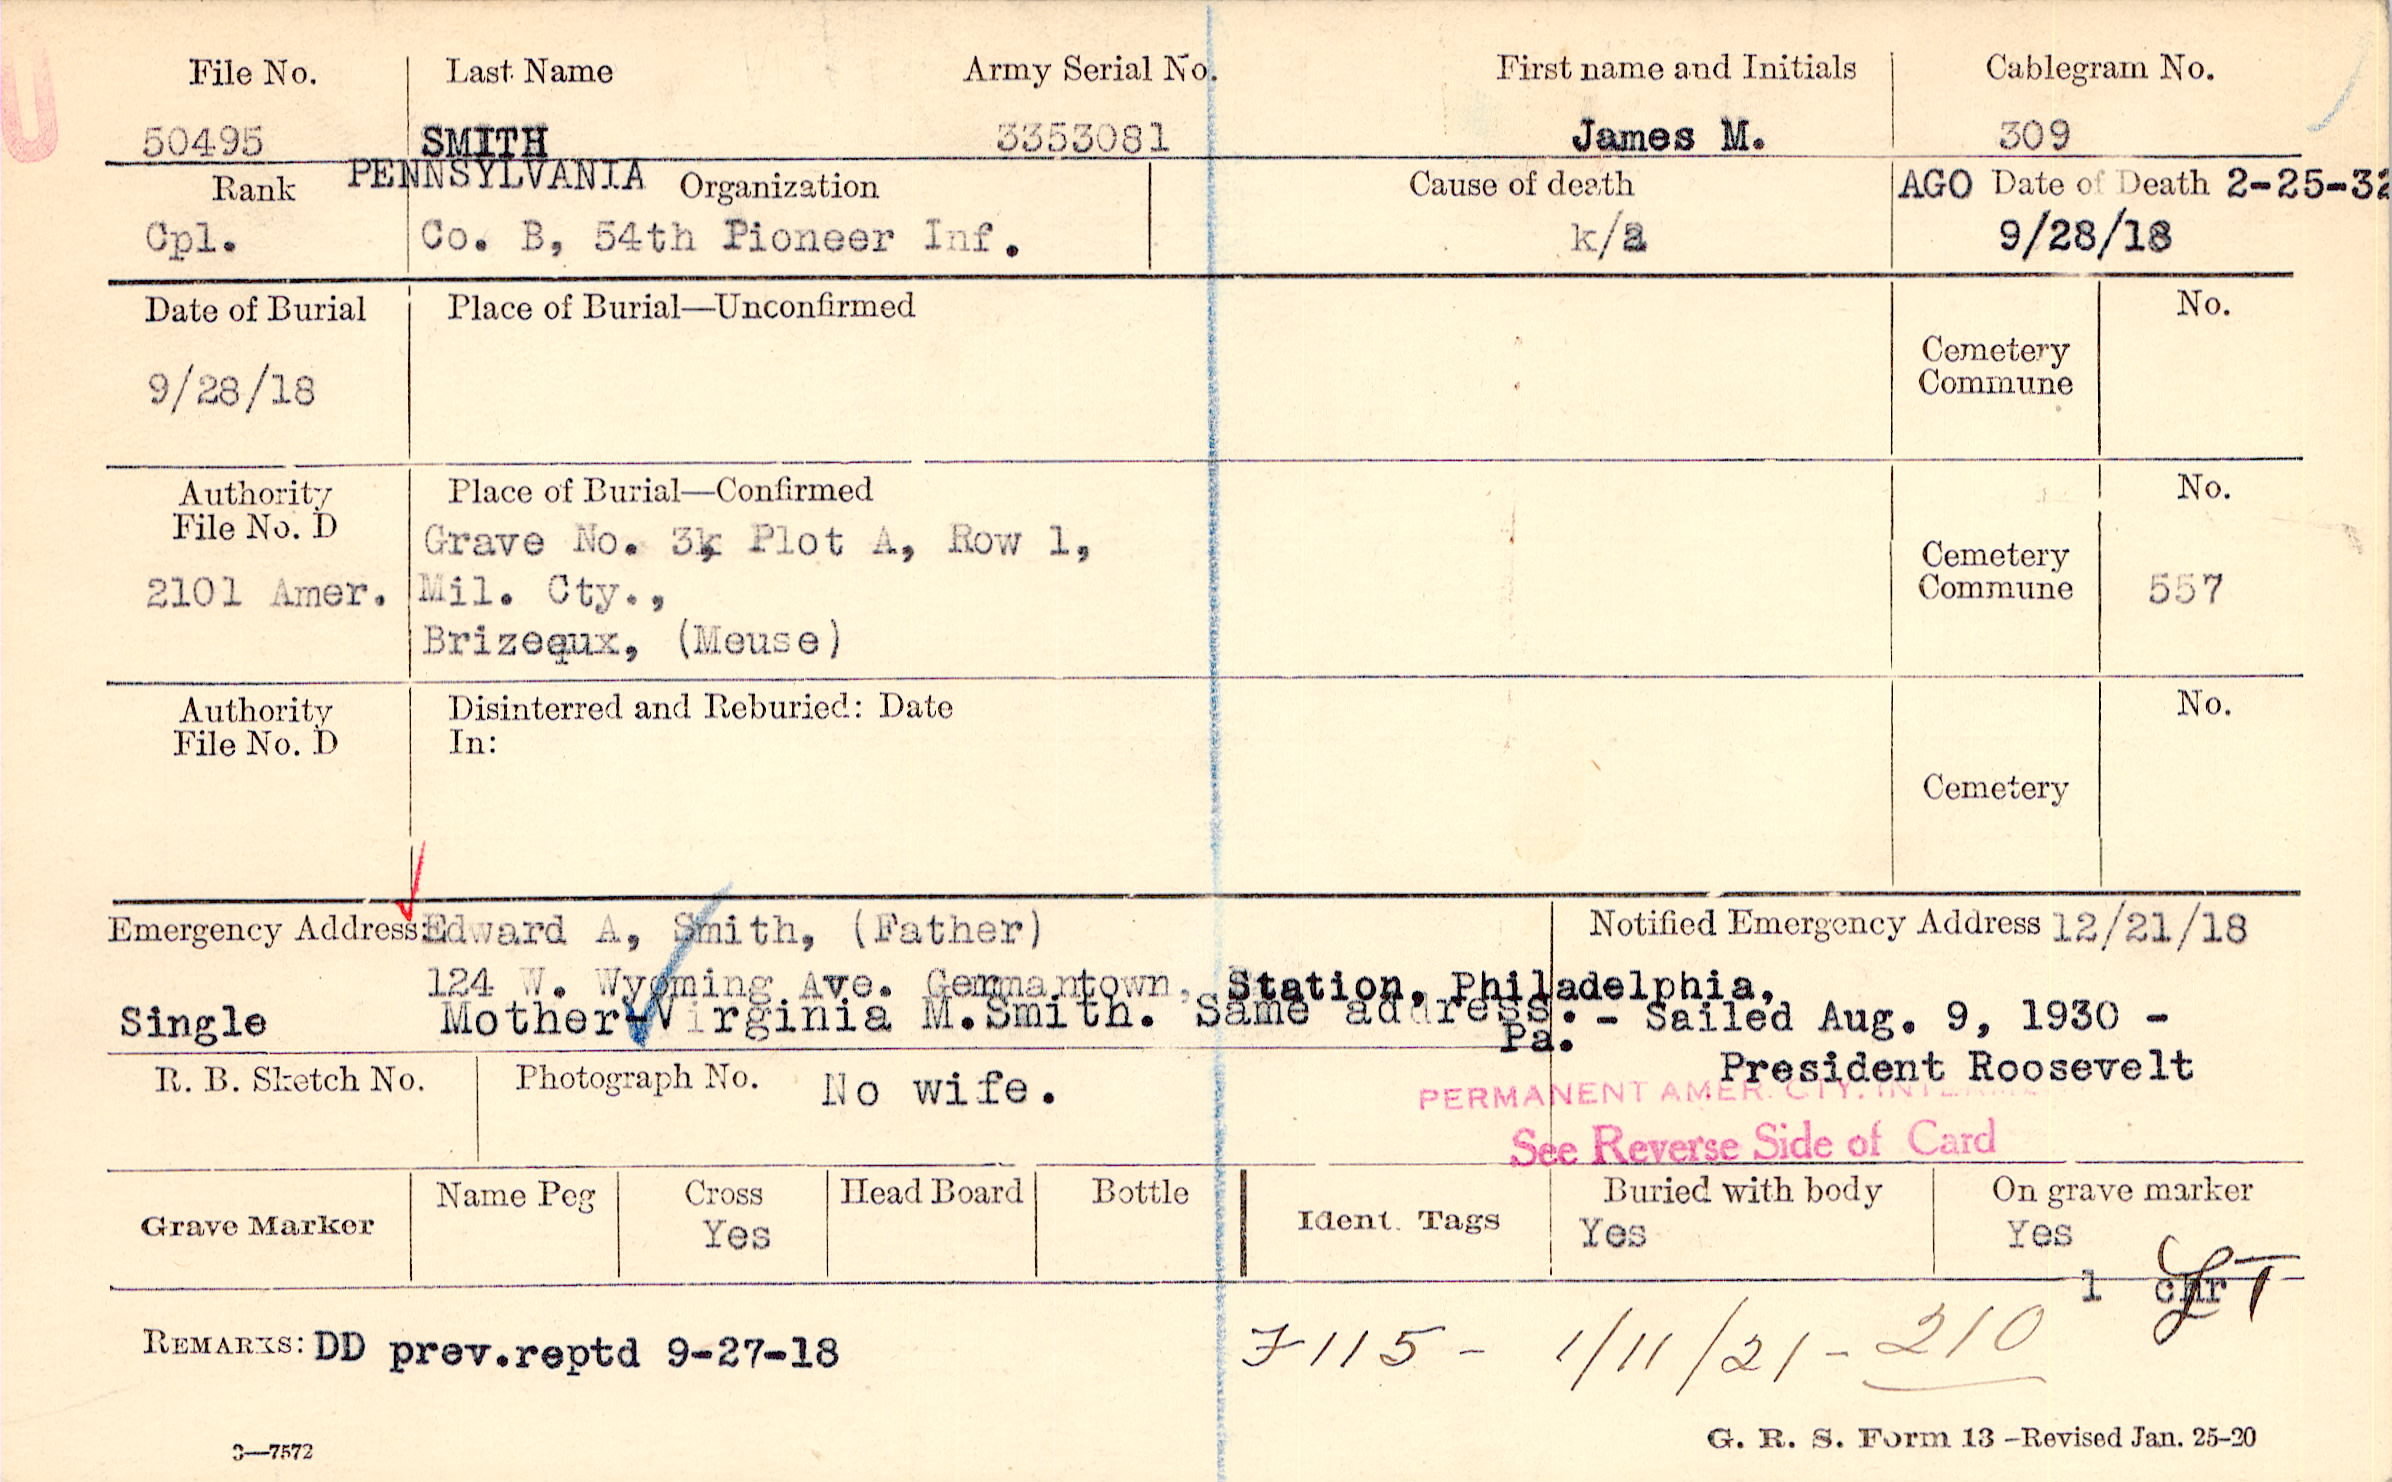 File No. Last Name Army Serial No. First name and Initials Cablegram No.
50495 SMITH 3353081 James M. 309
Rank PENNSYLVANIA Organization Cause of death AGO Date of Death 2-25-32
Cpl. Co. B, 54th Pioneer Inf. k/a 9/28/18
Date of Burial Place of Burial—Unconfirmed No.
Cemetery
Commune
9/28/18
Authority Place of Burial—Confirmed No.
File No. D
Grave No. 3, Plot A, Row 1,
Cemetery
2101 Amer. Mil. Cty., Commune 557
Brizeaux, (Meuse)
Authority Disinterred and Reburied: Date No.
File No. D In:
Cemetery
Emergency Address: Edward A, Smith, (Father) Notified Emergency Address 12/21/18
124 W. Wyoming Ave. Germantown, Station, Philadelphia,
Single Mother-Virginia M.Smith. Same address. - Sailed Aug. 9, 1930 -
Pa.
President Roosevelt
R. B. Sketch No. Photograph No. No wife.
PERMANENT AMER. CTY.
See Reverse Side of Card
Grave Marker Name Peg Cross Head Board Bottle Ident. Tags Buried with body On grave marker
Yes Yes Yes
1
REMARKS: DD prev.reptd 9-27-18 F115 - 1/11/21 - 210
3—7572 G. R. S. Form 13 —Revised Jan. 25-20